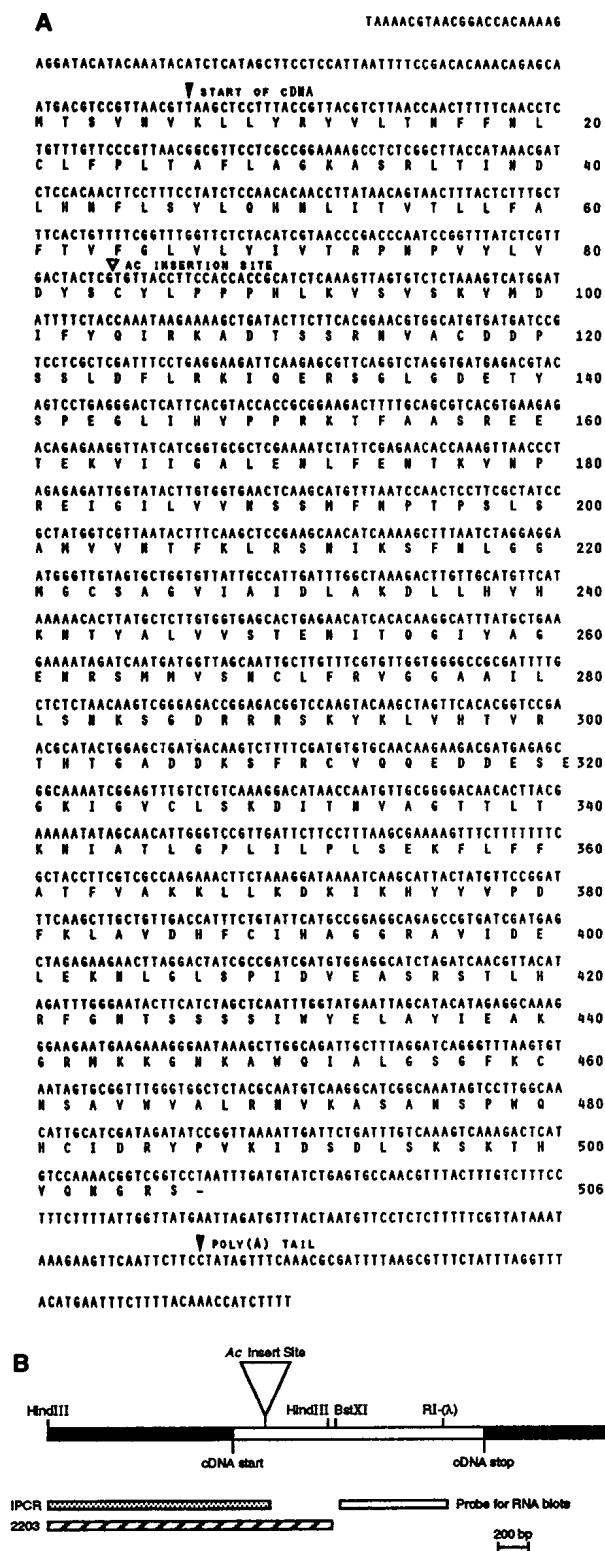 A
TAAAACGTAACGGACCACAAAAG
AGGATACATACAAATACATCTCATAGCTTCCTCCATTAATTTTCCGACACAAACAGAGCA
START OF cDNA
ATGACGTCCGTTAACGTTAAGCTCCTTTACCGTTACGTCTTAACCAACTTTTTCAACCTC
M T S V N V K L L Y R Y V L T N F F N L 20
TGTTTGTTCCCGTTAACGGCGTTCCTCGCCGGAAAAGCCTCTCGGCTTACCATAAACGAT
C L F P L T A F L A G K A S R L T I N D 40
CTCCACAACTTCCTTTCCTATCTCCAACACAACCTTATAACAGTAACTTTACTCTTTGCT
L H N F L S Y L Q H N L I T V T L L F A 60
TTCACTGTTTTCGGTTTGGTTCTCTACATCGTAACCCGACCCAATCCGGTTTATCTCGTT
F T V F G L V L Y I V T R P N P V Y L V 80
AC INSERTION SITE
GACTACTCGTGTTACCTTCCACCACCGCATCTCAAAGTTAGTGTCTCTAAAGTCATGGAT
D Y S C Y L P P P H L K V S V S K V M D 100
ATTTTCTACCAAATAAGAAAAGCTGATACTTCTTCACGGAACGTGGCATGTGATGATCCG
I F Y Q I R K A D T S S R N V A C D D P 120
TCCTCGCTCGATTTCCTGAGGAAGATTCAAGAGCGTTCAGGTCTAGGTGATGAGACGTAC
S S L D F L R K I Q E R S G L G D E T Y 140
AGTCCTGAGGGACTCATTCACGTACCACCGCGGAAGACTTTTGCAGCGTCACGTGAAGAG
S P E G L I H V P P R K T F A A S R E E 160
ACAGAGAAGGTTATCATCGGTGCGCTCGAAAATCTATTCGAGAACACCAAAGTTAACCCT
T E K V I I G A L E N L F E N T K V N P 180
AGAGAGATTGGTATACTTGTGGTGAACTCAAGCATGTTTAATCCAACTCCTTCGCTATCC
R E I G I L V V N S S M F N P T P S L S 200
GCTATGGTCGTTAATACTTTCAAGCTCCGAAGCAACATCAAAAGCTTTAATCTAGGAGGA
A M V V N T F K L R S N I K S F N L G G 220
ATGGGTTGTAGTGCTGGTGTTATTGCCATTGATTTGGCTAAAGACTTGTTGCATGTTCAT
M G C S A G V I A I D L A K D L L H V H 240
AAAAACACTTATGCTCTTGTGGTGAGCACTGAGAACATCACACAAGGCATTTATGCTGAA
K N T Y A L V V S T E N I T Q G I Y A G 260
GAAAATAGATCAATGATGGTTAGCAATTGCTTGTTTCGTGTTGGTGGGGCCGCGATTTTG
E N R S M M V S N C L F R V G G A A I L 280
CTCTCTAACAAGTCGGGAGACCGGAGACGGTCCAAGTACAAGCTAGTTCACACGGTCCGA
L S N K S G D R R R S K Y K L V H T V R 300
ACGCATACTGGAGCTGATGACAAGTCTTTTCGATGTGTGCAACAAGAAGACGATGAGAGC
T H T G A D D K S F R C V Q Q E D D E S E 320
GGCAAAATCGGAGTTTGTCTGTCAAAGGACATAACCAATGTTGCGGGGACAACACTTACG
G K I G V C L S K D I T N V A G T T L T 340
AAAAATATAGCAACATTGGGTCCGTTGATTCTTCCTTTAAGCGAAAAGTTTCTTTTTTTC
K N I A T L G P L I L P L S E K F L F F 360
GCTACCTTCGTCGCCAAGAAACTTCTAAAGGATAAAATCAAGCATTACTATGTTCCGGAT
A T F V A K K L L K D K I K H Y Y V P D 380
TTCAAGCTTGCTGTTGACCATTTCTGTATTCATGCCGGAGGCAGAGCCGTGATCGATGAG
F K L A V D H F C I H A G G R A V I D E 400
CTAGAGAAGAACTTAGGACTATCGCCGATCGATGTGGAGGCATCTAGATCAACGTTACAT
L E K N L G L S P I D V E A S R S T L H 420
AGATTTGGGAATACTTCATCTAGCTCAATTTGGTATGAATTAGCATACATAGAGGCAAAG
R F G N T S S S S I W Y E L A Y I E A K 440
GGAAGAATGAAGAAAGGGAATAAAGCTTGGCAGATTGCTTTAGGATCAGGGTTTAAGTGT
G R M K K G N K A W Q I A L G S G F K C 460
AATAGTGCGGTTTGGGTGGCTCTACGCAATGTCAAGGCATCGGCAAATAGTCCTTGGCAA
N S A V W V A L R N V K A S A N S P W Q 480
CATTGCATCGATAGATATCCGGTTAAAATTGATTCTGATTTGTCAAAGTCAAAGACTCAT
H C I D R Y P V K I D S D L S K S K T H 500
GTCCAAAACGGTCGGTCCTAATTTGATGTATCTGAGTGCCAACGTTTACTTTGTCTTTCC
V Q N G R S - 506
TTTCTTTTATTGGTTATGAATTAGATGTTTACTAATGTTCCTCTCTTTTTCGTTATAAAT
POLY(A) TAIL
AAAGAAGTTCAATTCTTCCTATAGTTTCAAACGCGATTTTAAGCGTTTCTATTTAGGTTT
ACATGAATTTCTTTTACAAACCATCTTTT
B
Ac Insert Site
HindIII HindIII BstXI RI-(λ)
cDNA start cDNA stop
IPCR Probe for RNA blots
2203 200 bp